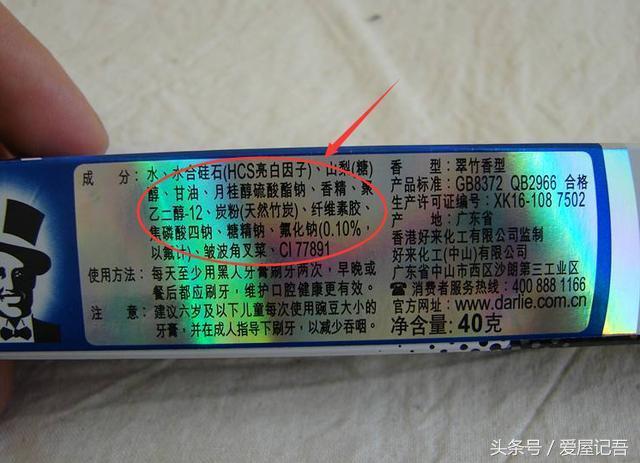 成 分：水、水合硅石(HCS亮白因子)、山梨(糖)
醇、甘油、月桂醇硫酸酯钠、香精、聚
乙二醇-12、炭粉(天然竹炭)、纤维素胶、
焦磷酸四钠、糖精钠、氟化钠(0.10%,
以氟计)、皱波角叉菜、CI 77891
使用方法：每天至少用黑人牙膏刷牙两次，早晚或
餐后都应刷牙，维护口腔健康更有效。
注 意：建议六岁及以下儿童每次使用豌豆大小的
牙膏，并在成人指导下刷牙，以减少吞咽。
香 型：翠竹香型
产品标准：GB8372 QB2966 合格
生产许可证编号：XK16-108 7502
产 地：广东省
香港好来化工有限公司监制
好来化工(中山)有限公司
广东省中山市西区沙朗第三工业区
☎消费者服务热线：400 888 1166
官方网址：www.darlie.com.cn
净含量：40克
头条号 / 爱屋记吾